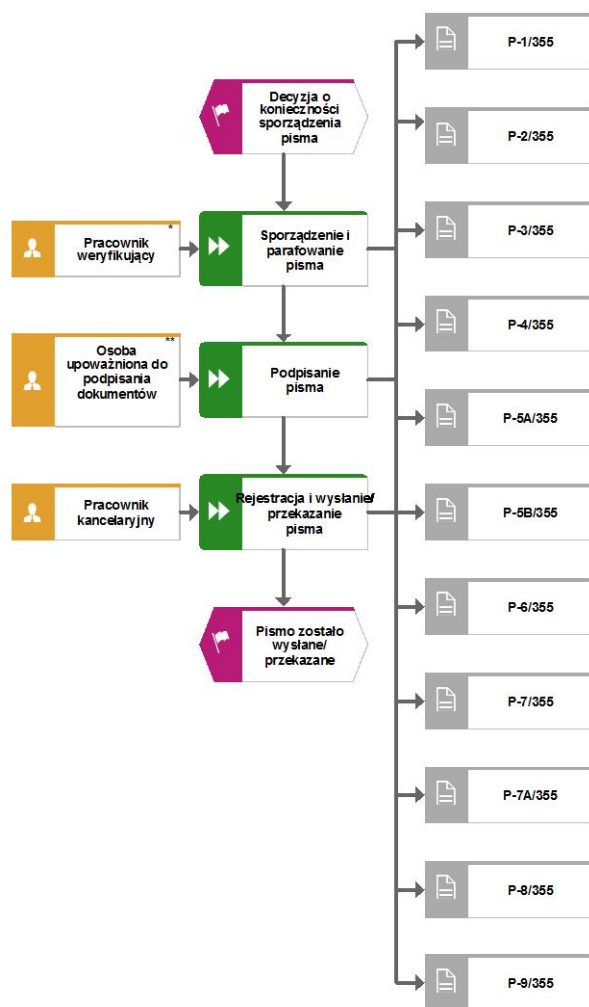 Decyzja o
konieczności
sporządzenia
pisma
*
Pracownik
weryfikujący
Sporządzenie i
parafowanie
pisma
**
Osoba
upoważniona do
podpisania
dokumentów
Podpisanie
pisma
Pracownik
kancelaryjny
Rejestracja i wysłanie/
przekazanie
pisma
Pismo zostało
wysłane/
przekazane
P-1/355
P-2/355
P-3/355
P-4/355
P-5A/355
P-5B/355
P-6/355
P-7/355
P-7A/355
P-8/355
P-9/355